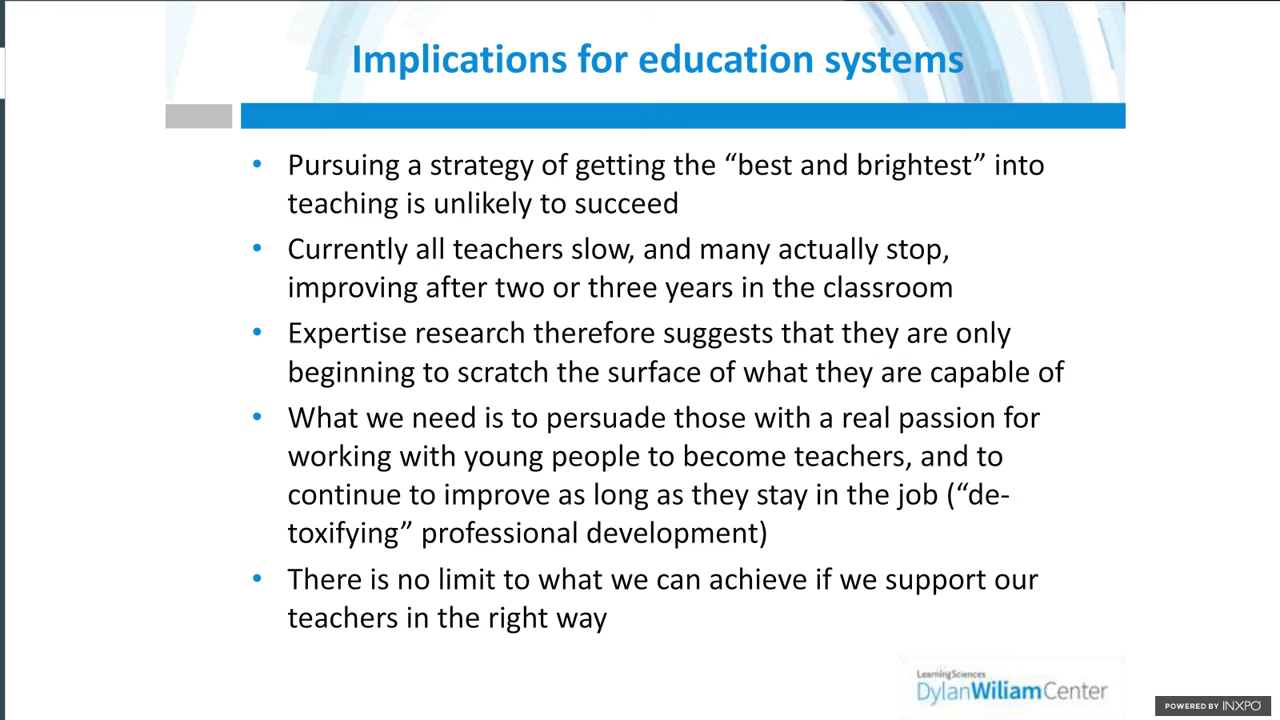 Implications for education systems
• Pursuing a strategy of getting the “best and brightest” into
teaching is unlikely to succeed
• Currently all teachers slow, and many actually stop,
improving after two or three years in the classroom
• Expertise research therefore suggests that they are only
beginning to scratch the surface of what they are capable of
• What we need is to persuade those with a real passion for
working with young people to become teachers, and to
continue to improve as long as they stay in the job (“de-
toxifying” professional development)
• There is no limit to what we can achieve if we support our
teachers in the right way
LearningSciences
DylanWiliamCenter
POWERED BY INXPO